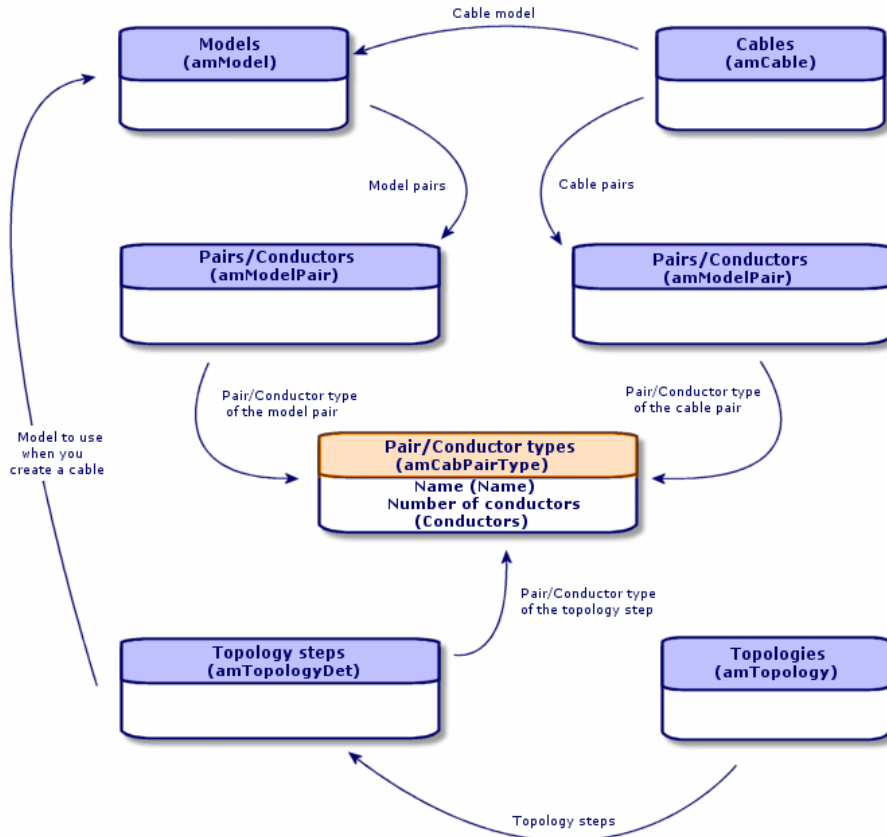 Cable model
Models
(amModel)
Cables
(amCable)
Model pairs
Cable pairs
Pairs/Conductors
(amModelPair)
Pairs/Conductors
(amModelPair)
Pair/Conductor type
of the model pair
Pair/Conductor type
of the cable pair
Model to use
when you
create a cable
Pair/Conductor types
(amCabPairType)
Name (Name)
Number of conductors
(Conductors)
Pair/Conductor type
of the topology step
Topology steps
(amTopologyDet)
Topologies
(amTopology)
Topology steps